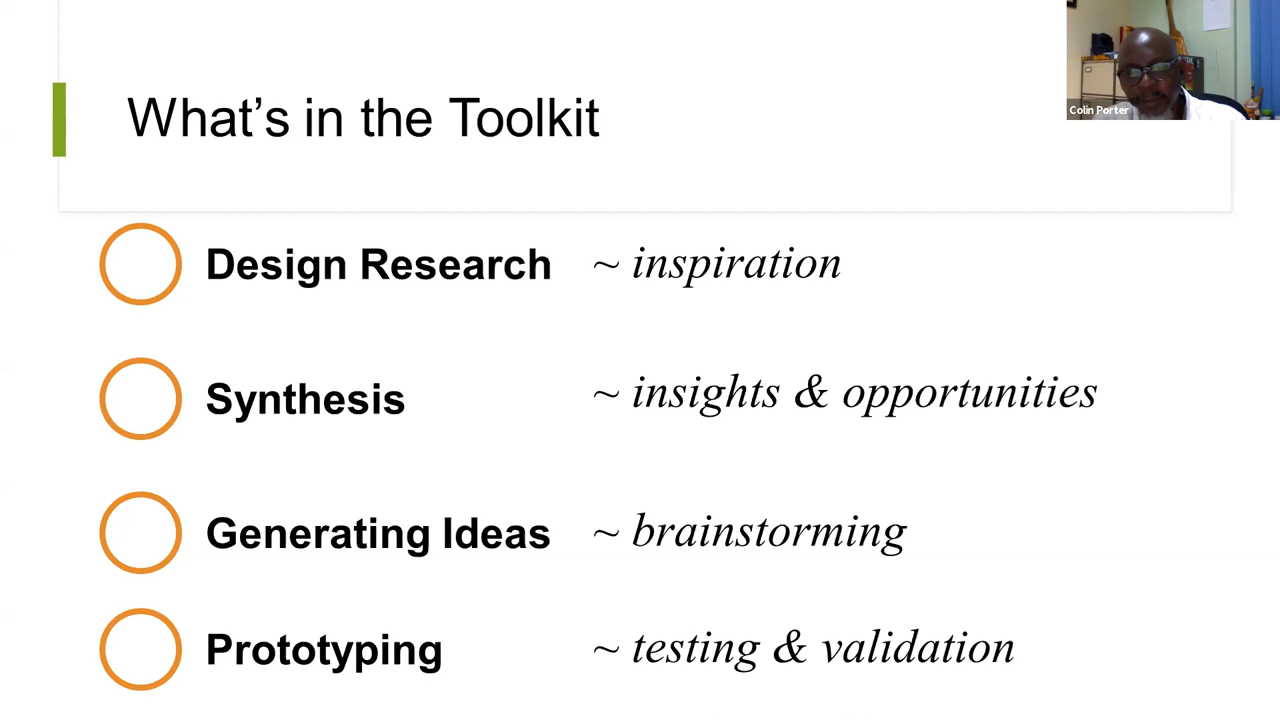 What's in the Toolkit
Colin Porter
Design Research ~ inspiration
Synthesis ~ insights & opportunities
Generating Ideas ~ brainstorming
Prototyping ~ testing & validation